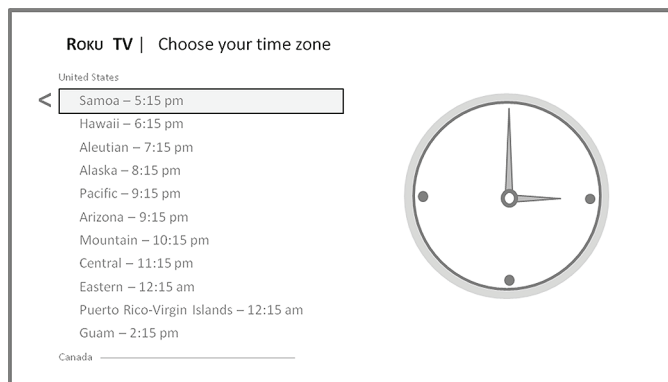 ROKU TV | Choose your time zone
United States
<
Samoa – 5:15 pm
Hawaii – 6:15 pm
Aleutian – 7:15 pm
Alaska – 8:15 pm
Pacific – 9:15 pm
Arizona – 9:15 pm
Mountain – 10:15 pm
Central – 11:15 pm
Eastern – 12:15 am
Puerto Rico-Virgin Islands – 12:15 am
Guam – 2:15 pm
Canada